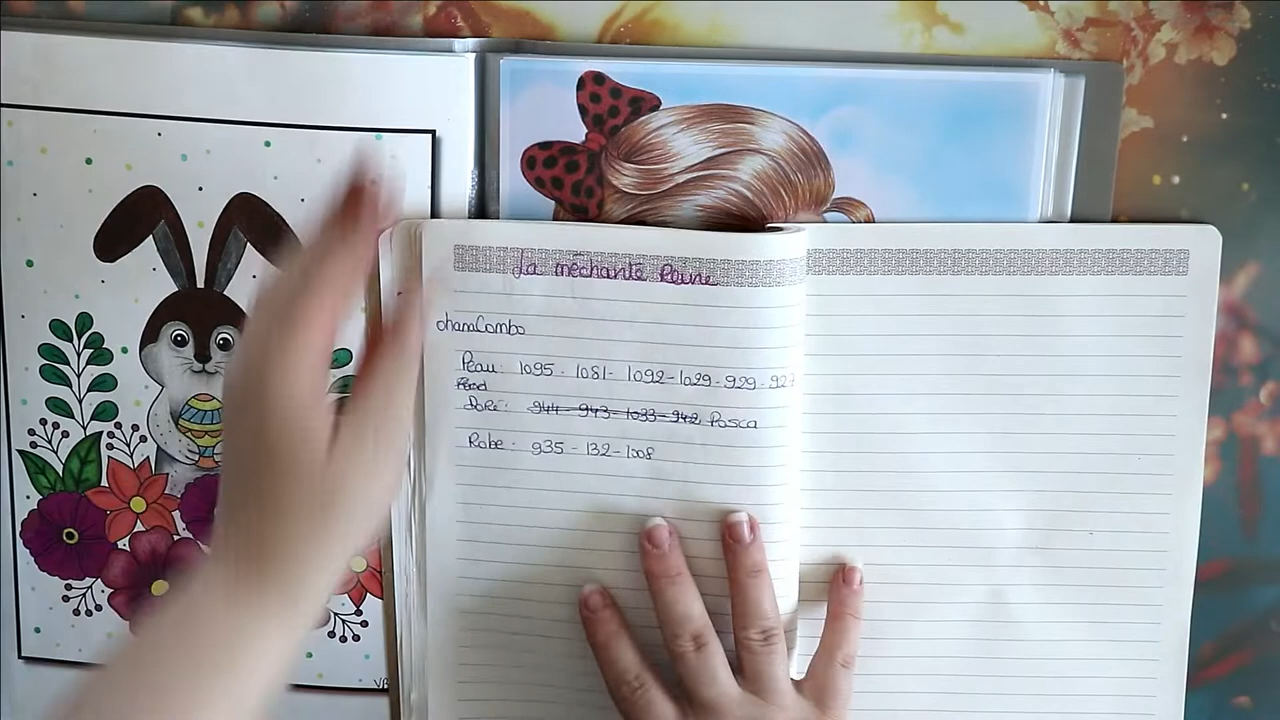 La méchante Reine
ohanaCombo
Peau: 1095 - 1081 - 1092 - 1029 - 929 - 927
Fond
Doré: 944 - 943 - 1033 - 942 Posca
Robe: 935 - 132 - 1008